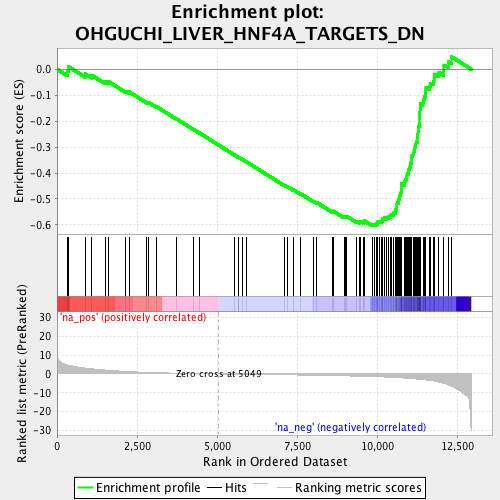 Enrichment plot:
OHGUCHI_LIVER_HNF4A_TARGETS_DN
Enrichment score (ES)
0.0
-0.1
-0.2
-0.3
-0.4
-0.5
-0.6
Ranked list metric (PreRanked)
30
20
10
0
-10
-20
-30
'na_pos' (positively correlated)
Zero cross at 5049
'na_neg' (negatively correlated)
0
2,500
5,000
7,500
10,000
12,500
Rank in Ordered Dataset
Enrichment profile
Hits
Ranking metric scores